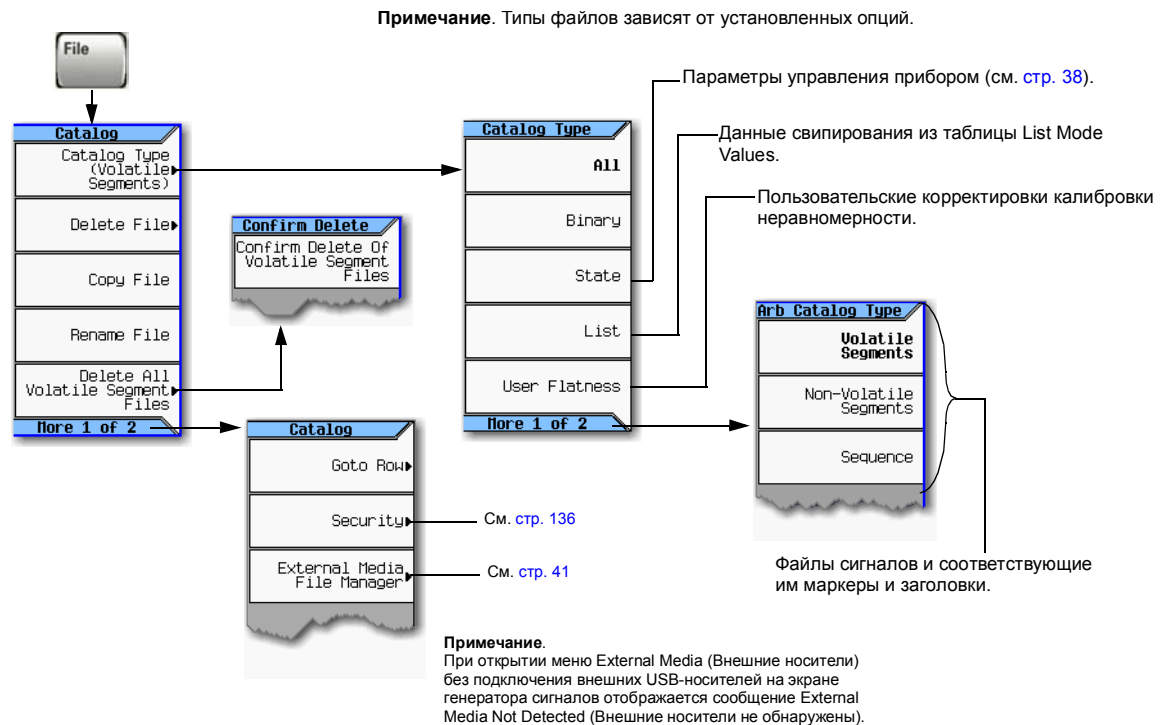 Примечание. Типы файлов зависят от установленных опций.
File
Catalog
Catalog Type
(Volatile
Segments)
Delete File
Copy File
Rename File
Delete All
Volatile Segment
Files
More 1 of 2
Confirm Delete
Confirm Delete Of
Volatile Segment
Files
Catalog
Goto Row
Security
External Media
File Manager
См. стр. 136
См. стр. 41
Catalog Type
All
Binary
State
List
User Flatness
More 1 of 2
Параметры управления прибором (см. стр. 38).
Данные свипирования из таблицы List Mode
Values.
Пользовательские корректировки калибровки
неравномерности.
Arb Catalog Type
Volatile
Segments
Non-Volatile
Segments
Sequence
Файлы сигналов и соответствующие
им маркеры и заголовки.
Примечание.
При открытии меню External Media (Внешние носители)
без подключения внешних USB-носителей на экране
генератора сигналов отображается сообщение External
Media Not Detected (Внешние носители не обнаружены).